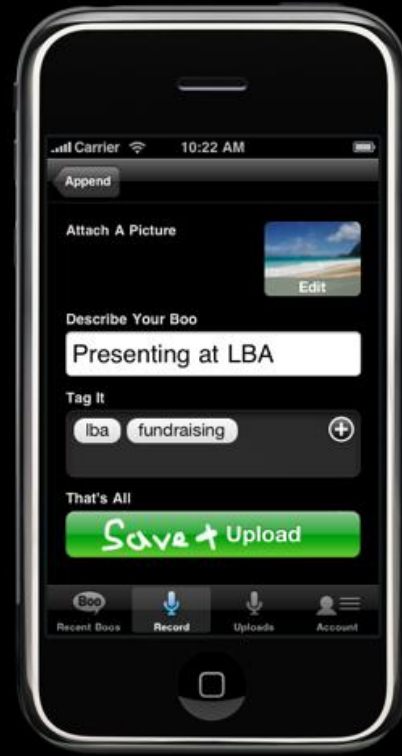 Carrier 10:22 AM
Append
Attach A Picture
Edit
Describe Your Boo
Presenting at LBA
Tag It
lba fundraising
That's All
Save + Upload
Boo
Recent Boos Record Uploads Account